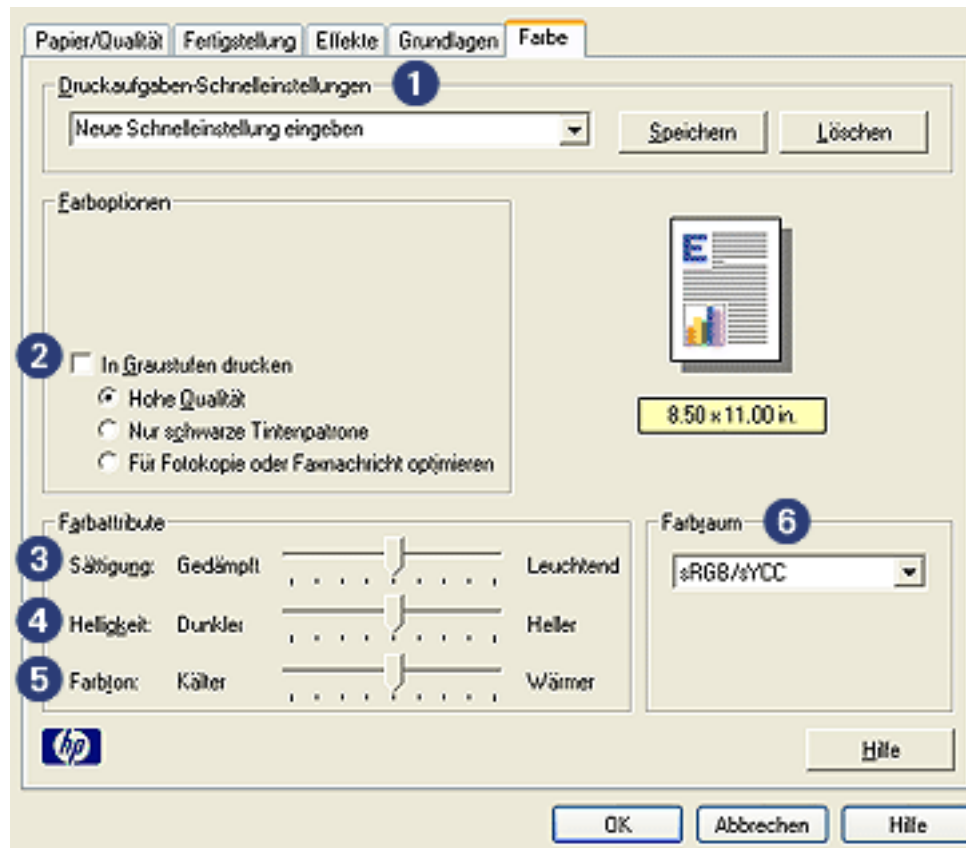 Papier/Qualität Fertigstellung Effekte Grundlagen Farbe
Druckaufgaben-Schnelleinstellungen 1
Neue Schnelleinstellung eingeben Speichern Löschen
Farboptionen
E
2 In Graustufen drucken
Hohe Qualität
Nur schwarze Tintenpatrone
Für Fotokopie oder Faxnachricht optimieren
8.50 x 11.00 in.
Farbattribute
3 Sättigung: Gedämpft Leuchtend
4 Helligkeit: Dunkler Heller
5 Farbton: Kälter Wärmer
Farbraum 6
sRGB/sYCC
hp
Hilfe
OK Abbrechen Hilfe